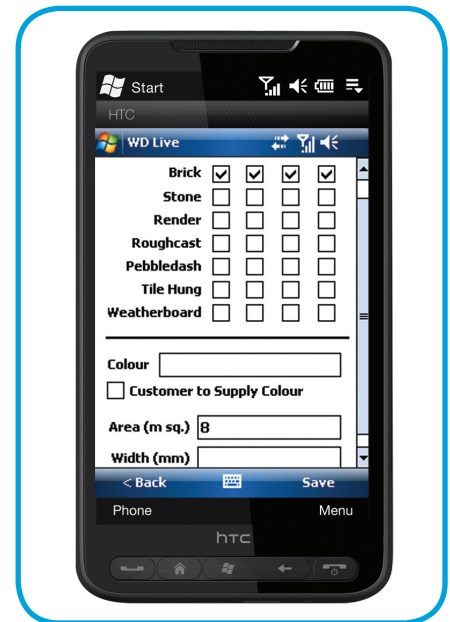 Start
HTC
WD Live
Brick
Stone
Render
Roughcast
Pebbledash
Tile Hung
Weatherboard
Colour
Customer to Supply Colour
Area (m sq.) 8
Width (mm)
< Back Save
Phone Menu
hTC